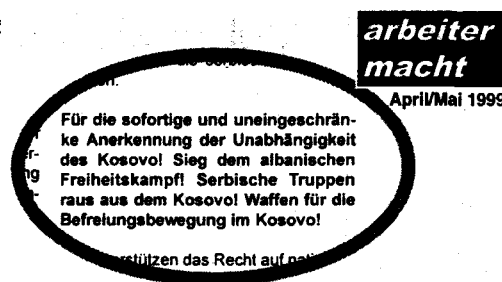 arbeiter
macht
April/Mai 1999
Für die sofortige und uneingeschrän-
ke Anerkennung der Unabhängigkeit
des Kosovo! Sieg dem albanischen
Freiheitskampf! Serbische Truppen
raus aus dem Kosovo! Waffen für die
Befreiungsbewegung im Kosovo!
das Recht auf